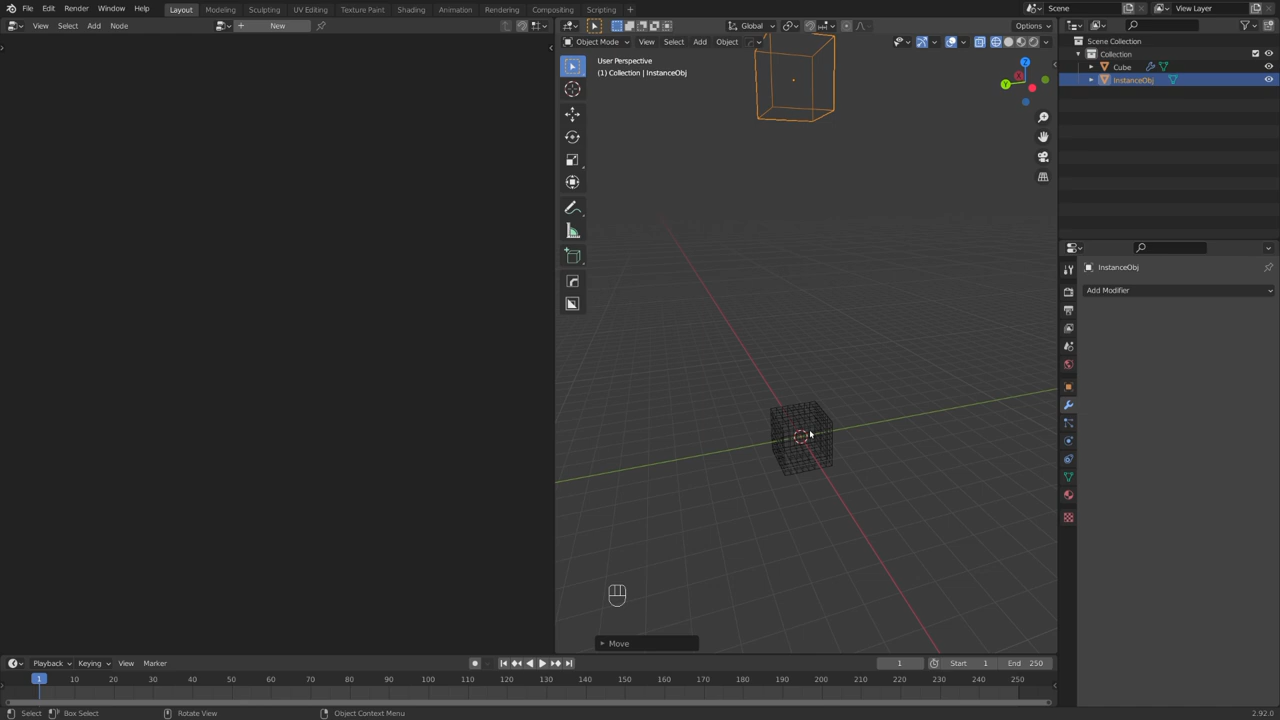 File Edit Render Window Help Layout Modeling Sculpting UV Editing Texture Paint Shading Animation Rendering Compositing Scripting Scene View Layer
View Select Add Node New Global Options
Object Mode View Select Add Object
User Perspective
(1) Collection | InstanceObj
Z
Y
Scene Collection
Collection
Cube
InstanceObj
InstanceObj
Add Modifier
Move
Playback Keying View Marker 1 Start 1 End 250
1 10 20 30 40 50 60 70 80 90 100 110 120 130 140 150 160 170 180 190 200 210 220 230 240 250
Select Box Select Rotate View Object Context Menu 2.92.0